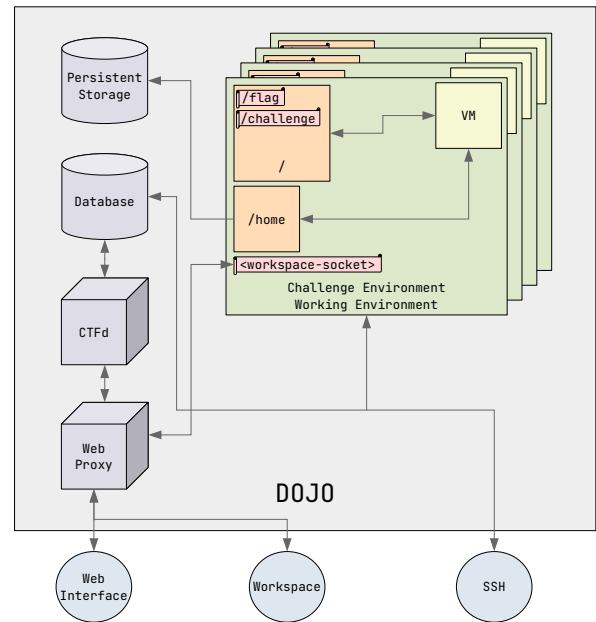 Persistent
Storage
/flag
/challenge
/
VM
Database
/home
<workspace-socket>
Challenge Environment
Working Environment
CTFd
Web
Proxy
DOJO
Web
Interface
Workspace
SSH